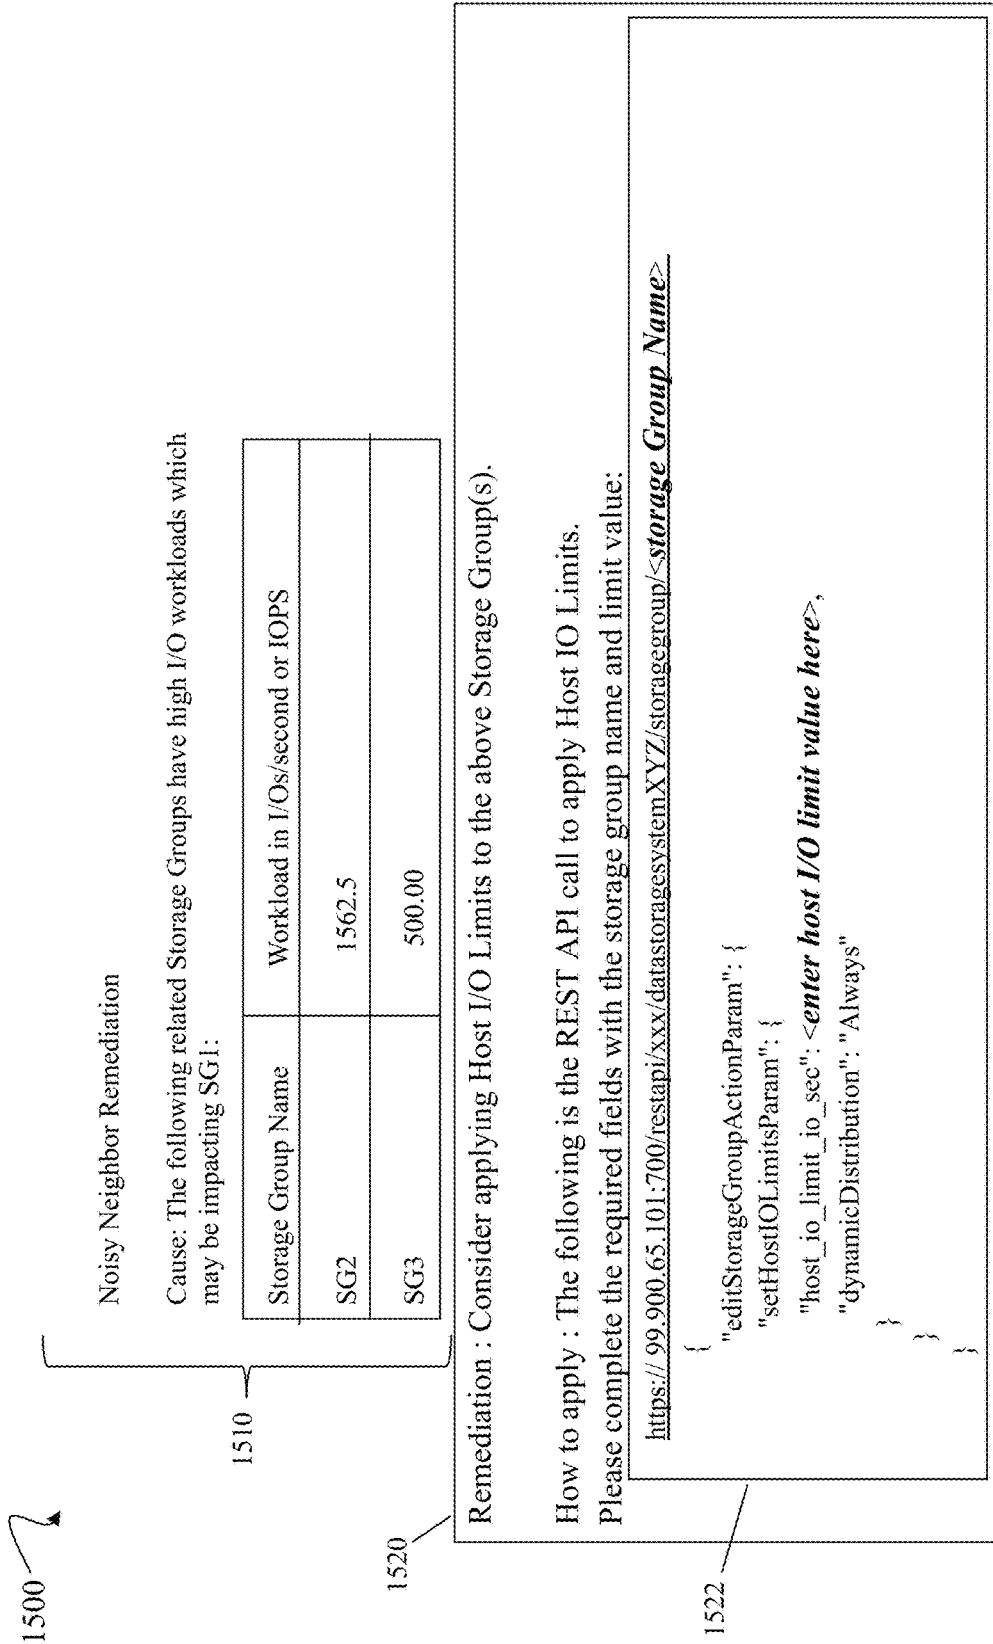 1500
1510
Noisy Neighbor Remediation
Cause: The following related Storage Groups have high I/O workloads which
may be impacting SG1:
Storage Group Name Workload in I/Os/second or IOPS
SG2 1562.5
SG3 500.00
1520
Remediation : Consider applying Host I/O Limits to the above Storage Group(s).
How to apply : The following is the REST API call to apply Host IO Limits.
Please complete the required fields with the storage group name and limit value:
1522
https:// 99.900.65.101:700/restapi/xxx/datastoragesystemXYZ/storagegroup/<storage Group Name>
{
"editStorageGroupActionParam": {
"setHostIOLimitsParam": {
"host_io_limit_io_sec": <enter host I/O limit value here>,
"dynamicDistribution": "Always"
}
}
}